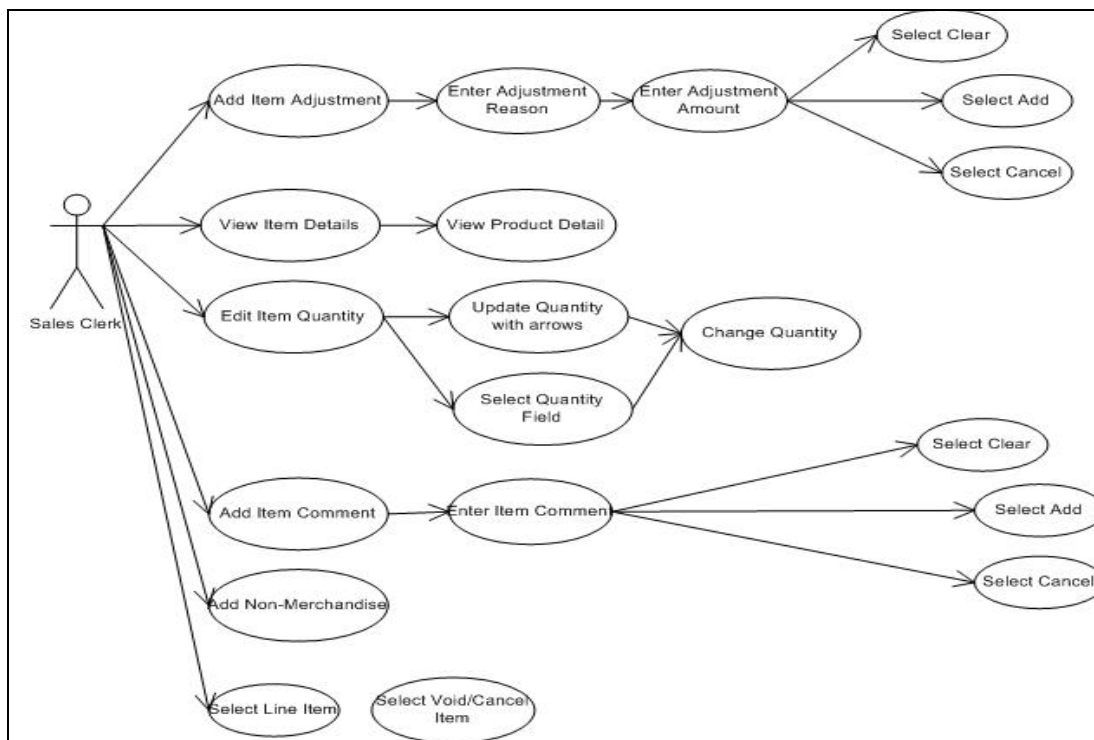 Select Clear
Add Item Adjustment
Enter Adjustment
Reason
Enter Adjustment
Amount
Select Add
Select Cancel
Sales Clerk
View Item Details
View Product Detail
Edit Item Quantity
Update Quantity
with arrows
Change Quantity
Select Quantity
Field
Add Item Comment
Enter Item Comment
Select Clear
Select Add
Select Cancel
Add Non-Merchandise
Select Line Item
Select Void/Cancel
Item